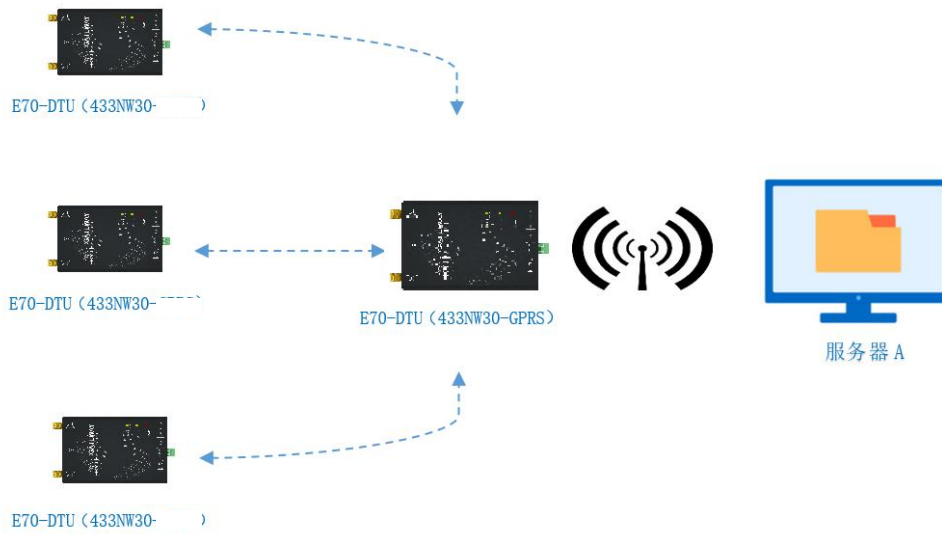 E70-DTU（433NW30-      ）
E70-DTU（433NW30-
E70-DTU（433NW30-GPRS）
服务器 A
E70-DTU（433NW30-      ）